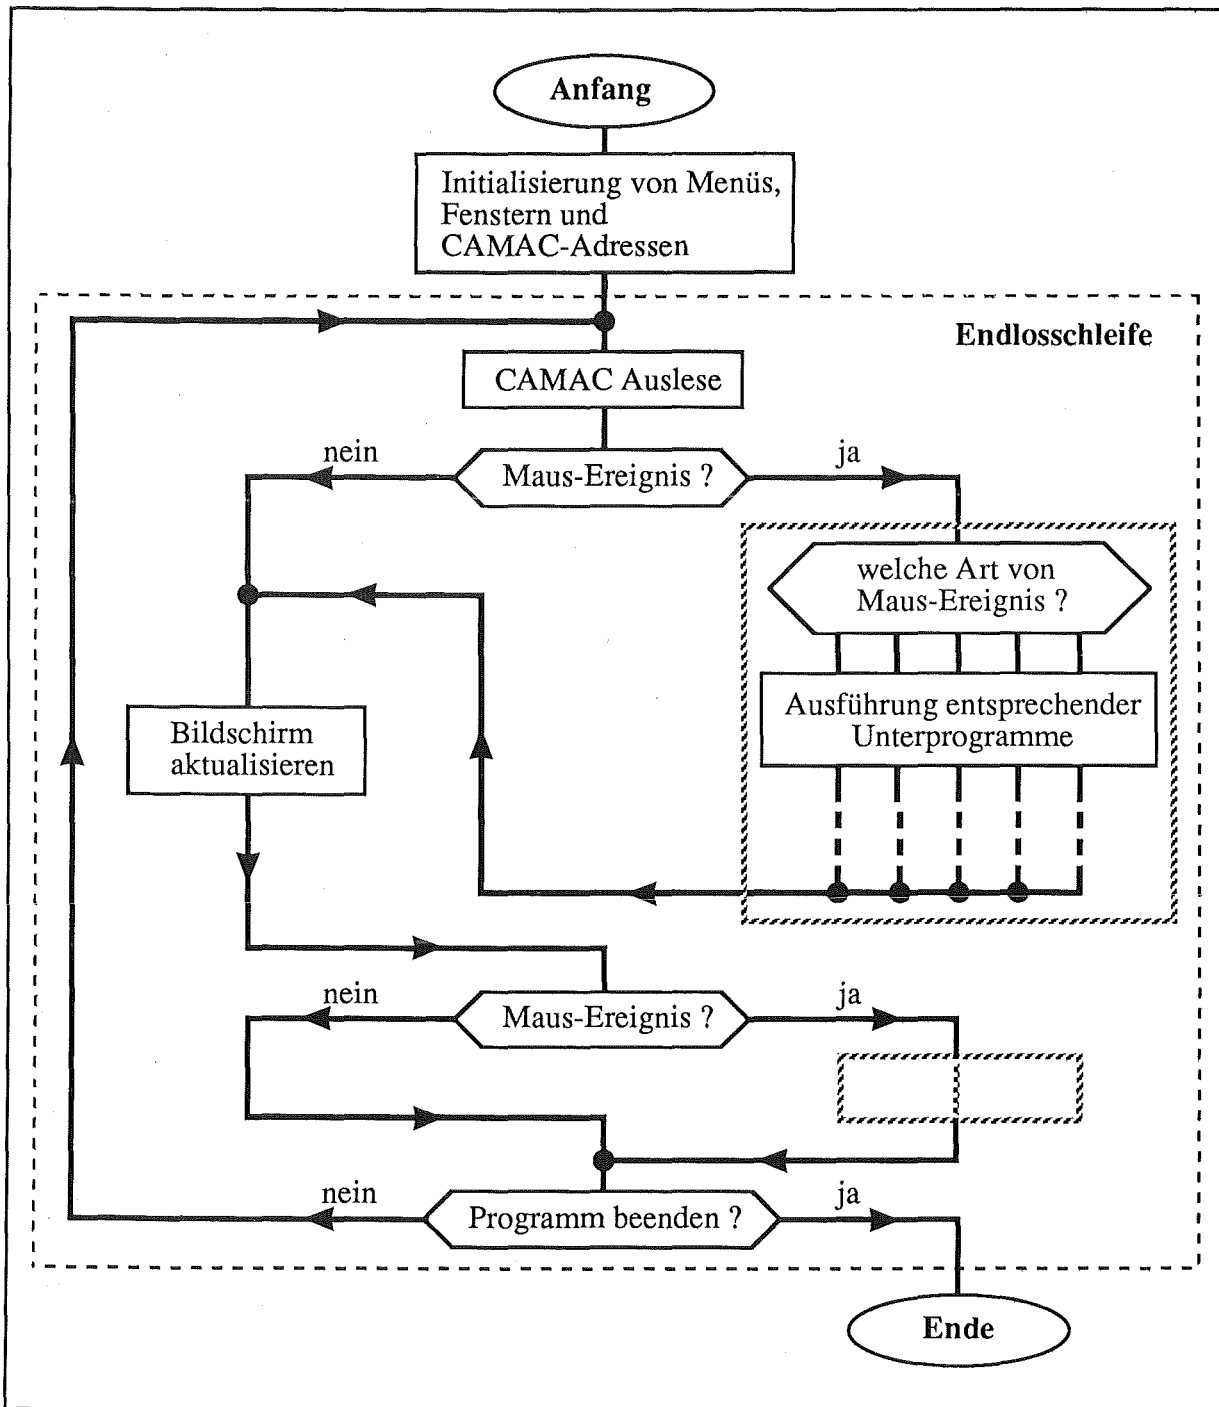 Anfang
Initialisierung von Menüs,
Fenstern und
CAMAC-Adressen
Endlosschleife
CAMAC Auslese
nein
Maus-Ereignis ?
ja
welche Art von
Maus-Ereignis ?
Ausführung entsprechender
Unterprogramme
Bildschirm
aktualisieren
nein
Maus-Ereignis ?
ja
nein
Programm beenden ?
ja
Ende